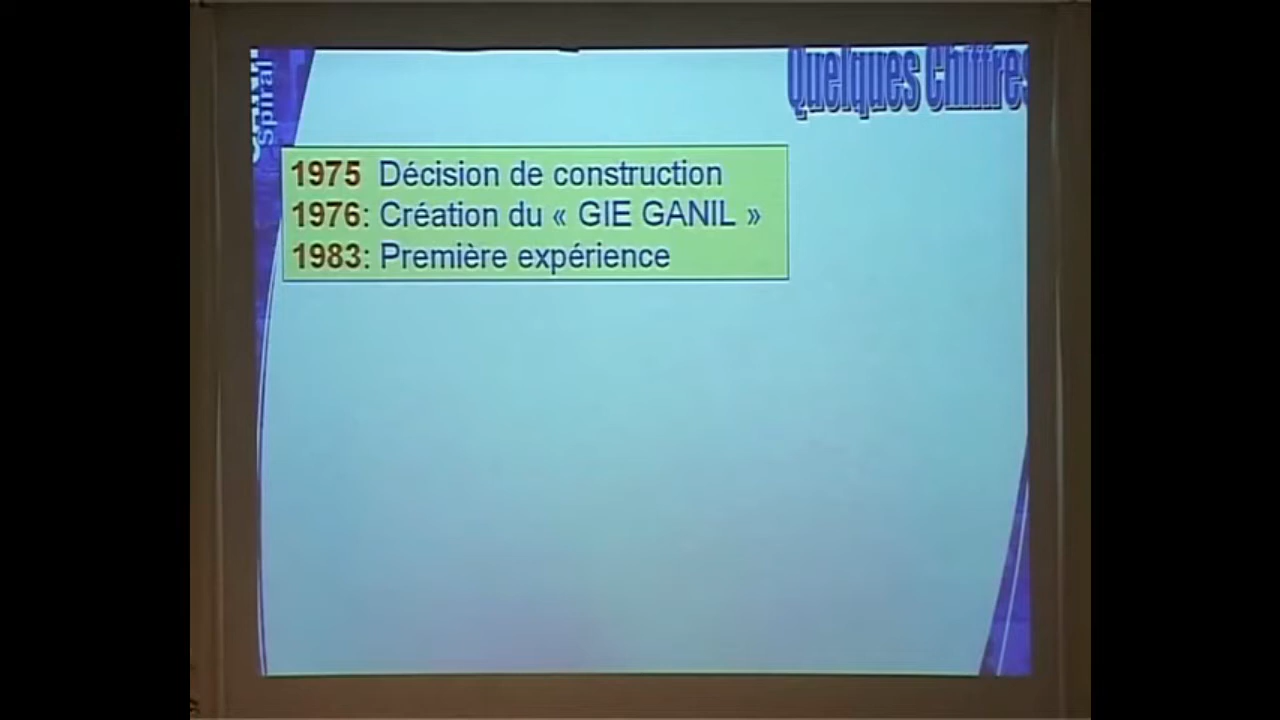 Quelques Chiffres
Spiral
1975 Décision de construction
1976: Création du « GIE GANIL »
1983: Première expérience